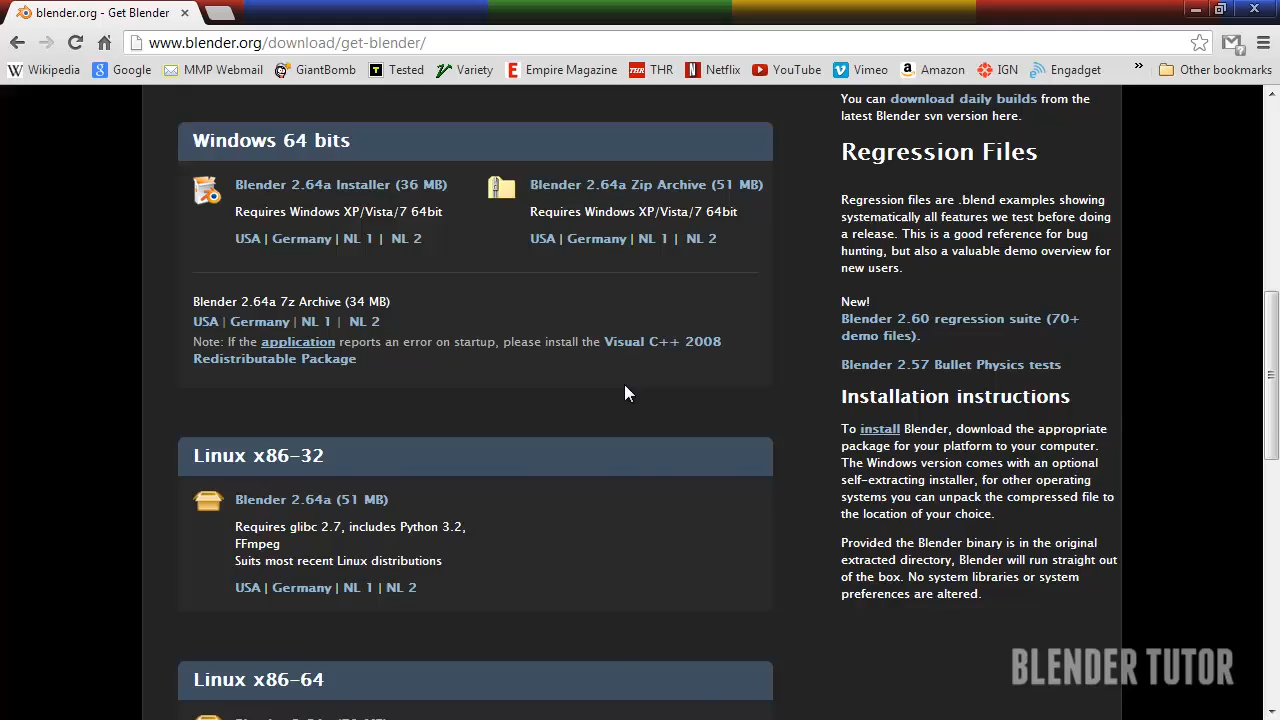 blender.org - Get Blender
www.blender.org/download/get-blender/
Wikipedia Google MMP Webmail GiantBomb Tested Variety Empire Magazine THR Netflix YouTube Vimeo Amazon IGN Engadget » Other bookmarks
You can download daily builds from the
latest Blender svn version here.
Windows 64 bits
Blender 2.64a Installer (36 MB)
Requires Windows XP/Vista/7 64bit
USA | Germany | NL 1 | NL 2
Blender 2.64a Zip Archive (51 MB)
Requires Windows XP/Vista/7 64bit
USA | Germany | NL 1 | NL 2
Blender 2.64a 7z Archive (34 MB)
USA | Germany | NL 1 | NL 2
Note: If the application reports an error on startup, please install the Visual C++ 2008
Redistributable Package
Linux x86-32
Blender 2.64a (51 MB)
Requires glibc 2.7, includes Python 3.2,
FFmpeg
Suits most recent Linux distributions
USA | Germany | NL 1 | NL 2
Linux x86-64
Regression Files
Regression files are .blend examples showing
systematically all features we test before doing
a release. This is a good reference for bug
hunting, but also a valuable demo overview for
new users.
New!
Blender 2.60 regression suite (70+
demo files).
Blender 2.57 Bullet Physics tests
Installation instructions
To install Blender, download the appropriate
package for your platform to your computer.
The Windows version comes with an optional
self-extracting installer, for other operating
systems you can unpack the compressed file to
the location of your choice.
Provided the Blender binary is in the original
extracted directory, Blender will run straight out
of the box. No system libraries or system
preferences are altered.
BLENDER TUTOR